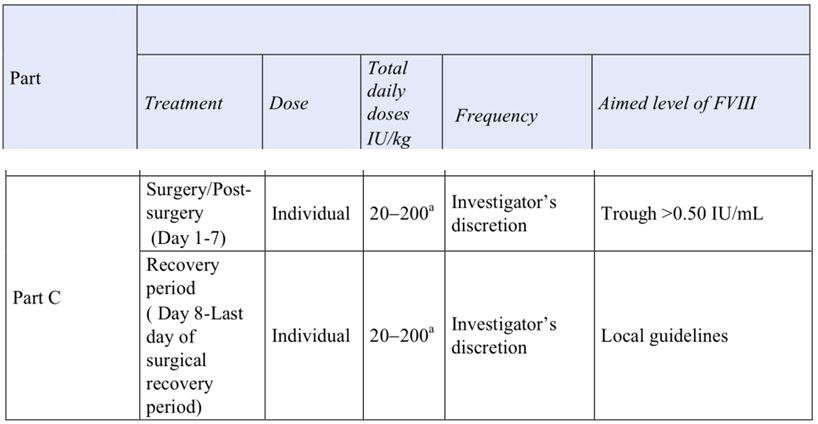 Part
Treatment
Dose
Total
daily
doses
IU/kg
Frequency
Aimed level of FVIII
Part C
Surgery/Post-
surgery
(Day 1-7)
Individual
20–200ᵃ
Investigator’s
discretion
Trough >0.50 IU/mL
Recovery
period
( Day 8-Last
day of
surgical
recovery
period)
Individual
20–200ᵃ
Investigator’s
discretion
Local guidelines